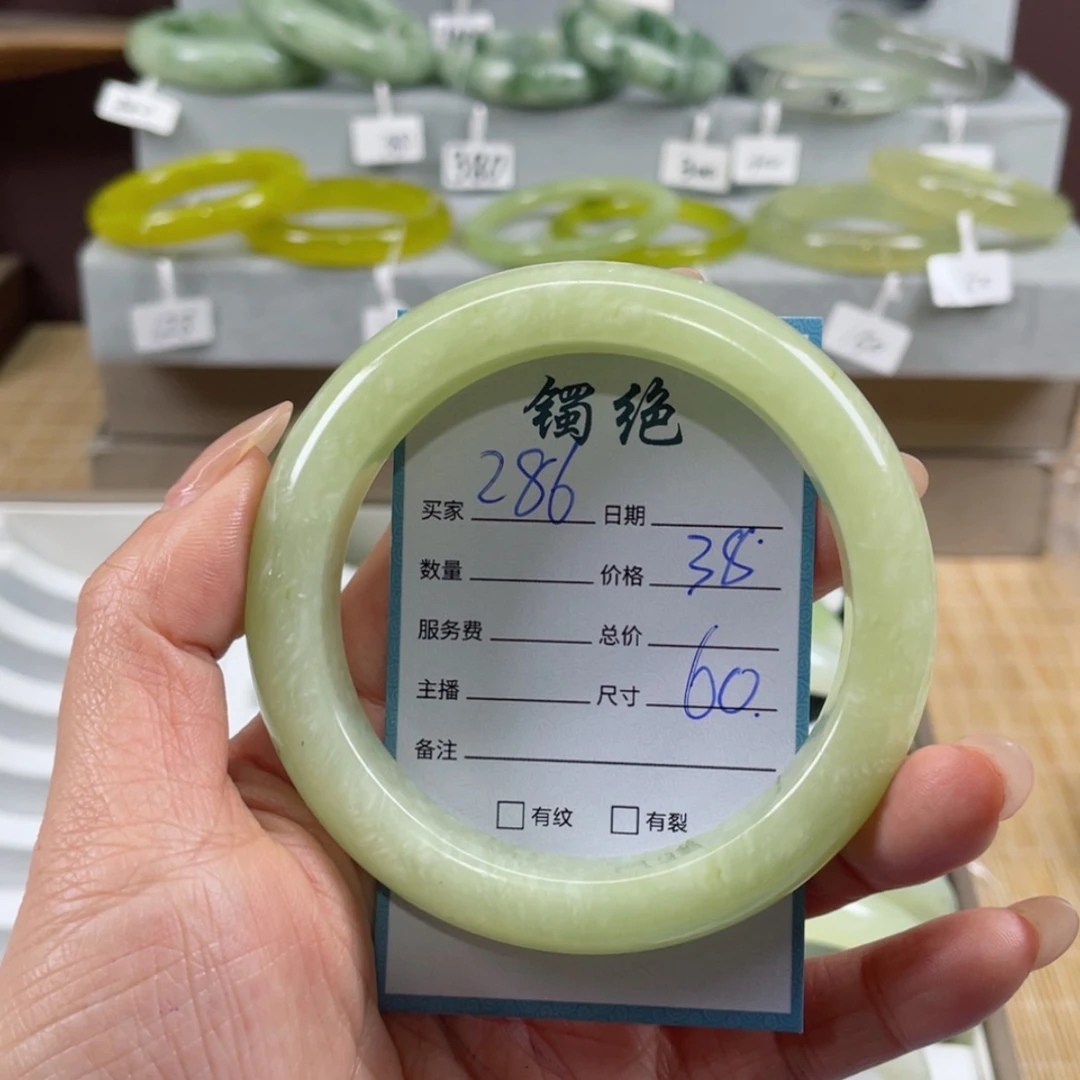 380
镯绝
买家 286 日期
数量 价格 38
服务费 总价
主播 尺寸 60.
备注
□有纹 □有裂